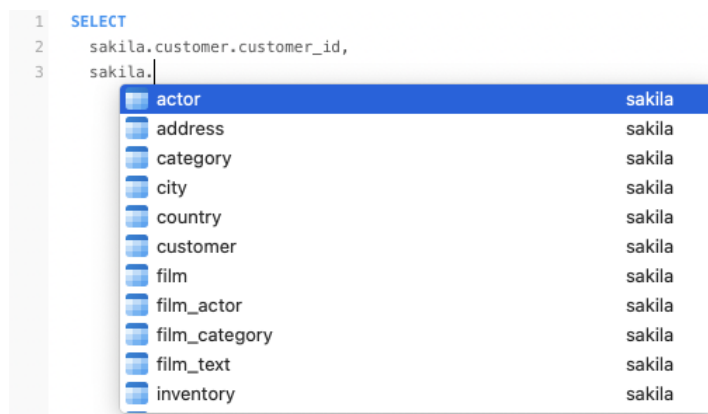 1 SELECT
2 sakila.customer.customer_id,
3 sakila.
actor sakila
address sakila
category sakila
city sakila
country sakila
customer sakila
film sakila
film_actor sakila
film_category sakila
film_text sakila
inventory sakila